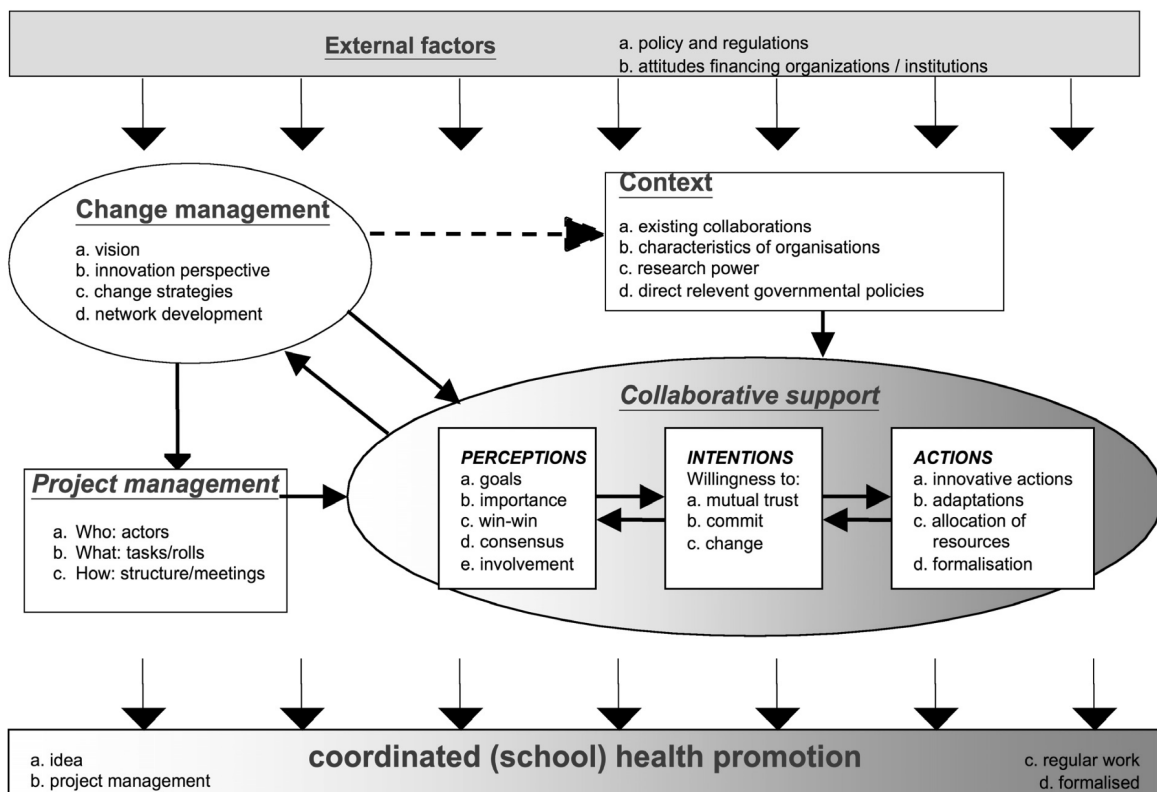 External factors
a. policy and regulations
b. attitudes financing organizations / institutions
Change management
a. vision
b. innovation perspective
c. change strategies
d. network development
Context
a. existing collaborations
b. characteristics of organisations
c. research power
d. direct relevent governmental policies
Collaborative support
PERCEPTIONS
a. goals
b. importance
c. win-win
d. consensus
e. involvement
INTENTIONS
Willingness to:
a. mutual trust
b. commit
c. change
ACTIONS
a. innovative actions
b. adaptations
c. allocation of
resources
d. formalisation
Project management
a. Who: actors
b. What: tasks/rolls
c. How: structure/meetings
coordinated (school) health promotion
a. idea
b. project management
c. regular work
d. formalised